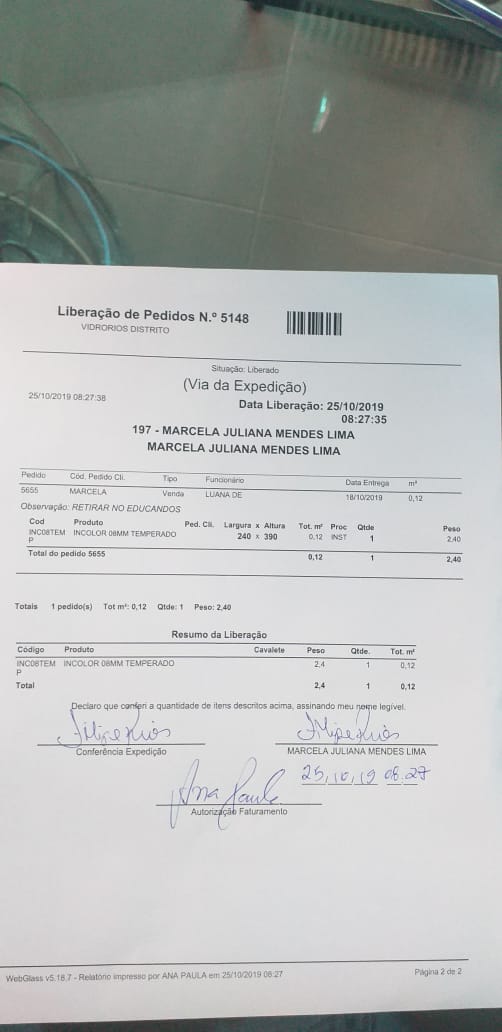 Liberação de Pedidos N.º 5148
VIDRORIOS DISTRITO
Situação: Liberado
(Via da Expedição)
25/10/2019 08:27:38
Data Liberação: 25/10/2019
08:27:35
197 - MARCELA JULIANA MENDES LIMA
MARCELA JULIANA MENDES LIMA
Pedido Cód. Pedido Cli. Tipo Funcionário Data Entrega m²
5655 MARCELA Venda LUANA DE 18/10/2019 0,12
Observação: RETIRAR NO EDUCANDOS
Cod Produto Ped. Cli. Largura x Altura Tot. m² Proc Qtde Peso
INC08TEM INCOLOR 08MM TEMPERADO 240 x 390 0,12 INST 1 2,40
P
Total do pedido 5655 0,12 1 2,40
Totais 1 pedido(s) Tot m²: 0,12 Qtde: 1 Peso: 2,40
Resumo da Liberação
Código Produto Cavalete Peso Qtde. Tot. m²
INC08TEM INCOLOR 08MM TEMPERADO 2,4 1 0,12
P
Total 2,4 1 0,12
Declaro que conferi a quantidade de itens descritos acima, assinando meu nome legível.
Filipe Rios Filipe Rios
Conferência Expedição MARCELA JULIANA MENDES LIMA
25,10,19 08:27
Ana Paula
Autorização Faturamento
WebGlass v5.18.7 - Relatório impresso por ANA PAULA em 25/10/2019 08:27 Página 2 de 2